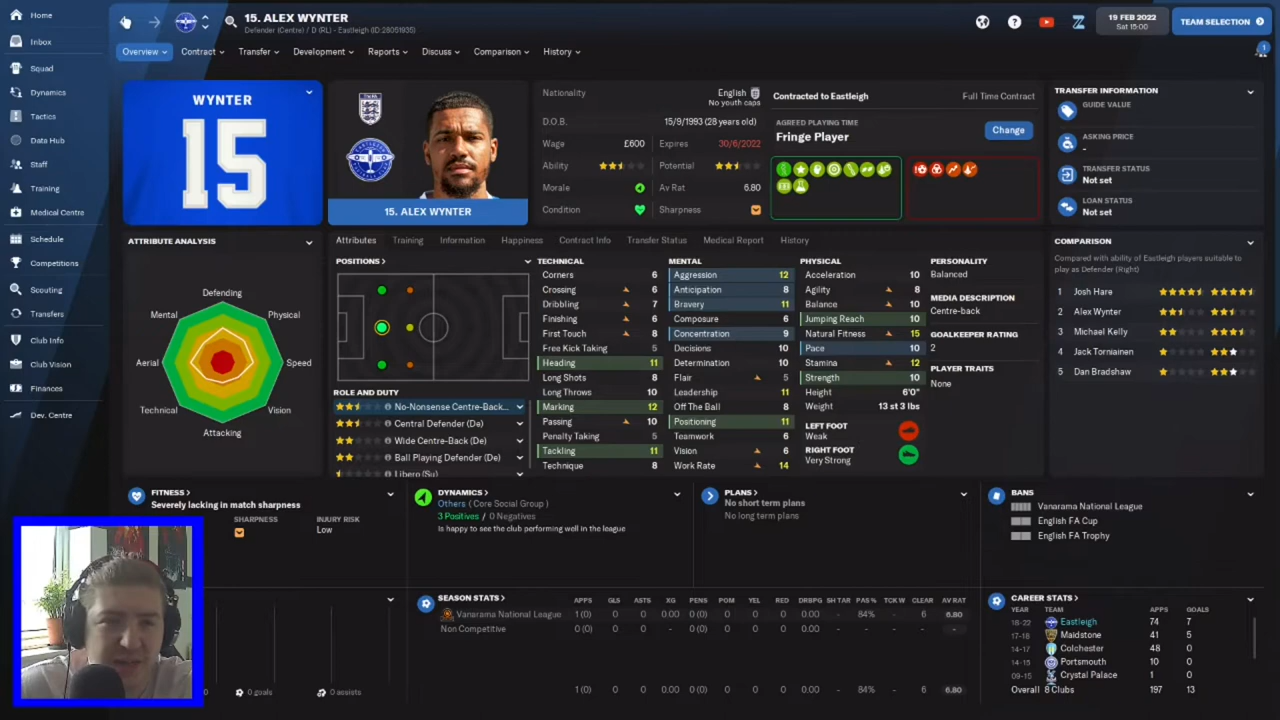 Home
Inbox
Squad
Dynamics
Tactics
Data Hub
Staff
Training
Medical Centre
Schedule
Competitions
Scouting
Transfers
Club Info
Club Vision
Finances
Dev. Centre
15. ALEX WYNTER
Defender (Centre) / D (RL) - Eastleigh (ID:28051935)
19 FEB 2022
Sat 15:00
TEAM SELECTION
Overview
Contract
Transfer
Development
Reports
Discuss
Comparison
History
1
WYNTER
15
15. ALEX WYNTER
Nationality English
No youth caps
D.O.B. 15/9/1993 (28 years old)
Wage £600 Expires 30/6/2022
Ability Potential
Morale Av Rat 6.80
Condition Sharpness
Contracted to Eastleigh Full Time Contract
AGREED PLAYING TIME
Fringe Player
Change
TRANSFER INFORMATION
GUIDE VALUE
ASKING PRICE
-
TRANSFER STATUS
Not set
LOAN STATUS
Not set
ATTRIBUTE ANALYSIS
Defending
Mental Physical
Aerial Speed
Technical Vision
Attacking
Attributes Training Information Happiness Contract Info Transfer Status Medical Report History
POSITIONS >
ROLE AND DUTY
No-Nonsense Centre-Back...
Central Defender (De)
Wide Centre-Back (De)
Ball Playing Defender (De)
Libero (Su)
TECHNICAL
Corners 6
Crossing 6
Dribbling 7
Finishing 6
First Touch 8
Free Kick Taking 5
Heading 11
Long Shots 8
Long Throws 10
Marking 12
Passing 10
Penalty Taking 5
Tackling 11
Technique 8
MENTAL
Aggression 12
Anticipation 8
Bravery 11
Composure 6
Concentration 9
Decisions 10
Determination 10
Flair 5
Leadership 11
Off The Ball 8
Positioning 11
Teamwork 6
Vision 6
Work Rate 14
PHYSICAL
Acceleration 10
Agility 8
Balance 10
Jumping Reach 10
Natural Fitness 15
Pace 10
Stamina 12
Strength 10
Height 6'0"
Weight 13 st 3 lbs
LEFT FOOT
Weak
RIGHT FOOT
Very Strong
PERSONALITY
Balanced
MEDIA DESCRIPTION
Centre-back
GOALKEEPER RATING
2
PLAYER TRAITS
None
COMPARISON
Compared with ability of Eastleigh players suitable
to play as Defender (Right)
1 Josh Hare
2 Alex Wynter
3 Michael Kelly
4 Jack Torniainen
5 Dan Bradshaw
FITNESS >
Severely lacking in match sharpness
SHARPNESS INJURY RISK
Low
DYNAMICS >
Others ( Core Social Group )
3 Positives / 0 Negatives
Is happy to see the club performing well in the league
PLANS >
No short term plans
No long term plans
BANS
Vanarama National League
English FA Cup
English FA Trophy
0 goals 0 assists
SEASON STATS > APPS GLS ASTS XG PENS POM YEL RED DRBPG SH TAR PAS % TCK W CLEAR AV RAT
Vanarama National League 1 (0) 0 0 0.00 0 0 0 0 0.00 - 84% - 6 6.80
Non Competitive 0 (0) 0 0 - 0 0 0 0 0.00 - - - - -
1 (0) 0 0 0.00 0 0 0 0 0.00 - 84% - 6 6.80
CAREER STATS >
YEAR TEAM APPS GOALS
18-22 Eastleigh 74 7
17-18 Maidstone 41 5
14-17 Colchester 48 0
14-15 Portsmouth 10 0
09-15 Crystal Palace 1 0
Overall 8 Clubs 197 13